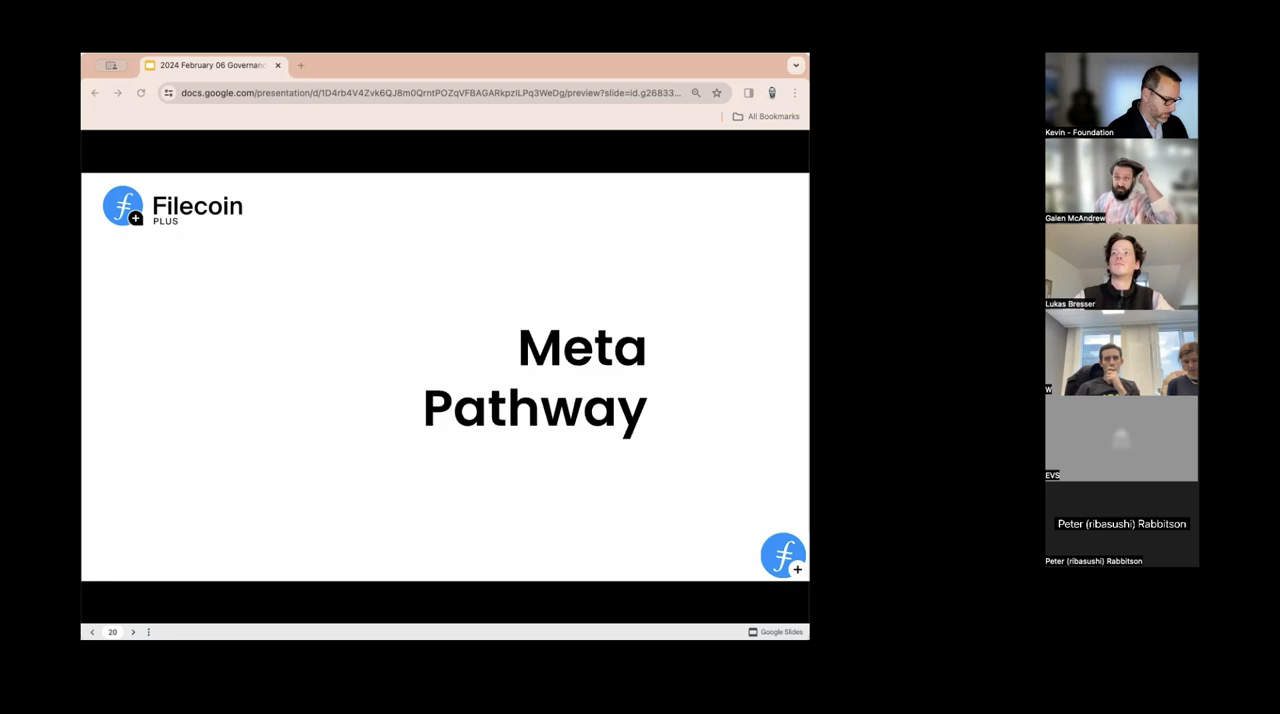 2024 February 06 Governanc
docs.google.com/presentation/d/1D4rb4V4Zvk6QJ8m0QrntPOZqVFBAGARkpzILPq3WeDg/preview?slide=id.g26833...
All Bookmarks
Filecoin
PLUS
Meta
Pathway
20
Google Slides
Kevin - Foundation
Galen McAndrew
Lukas Bresser
W
EVS
Peter (ribasushi) Rabbitson
Peter (ribasushi) Rabbitson